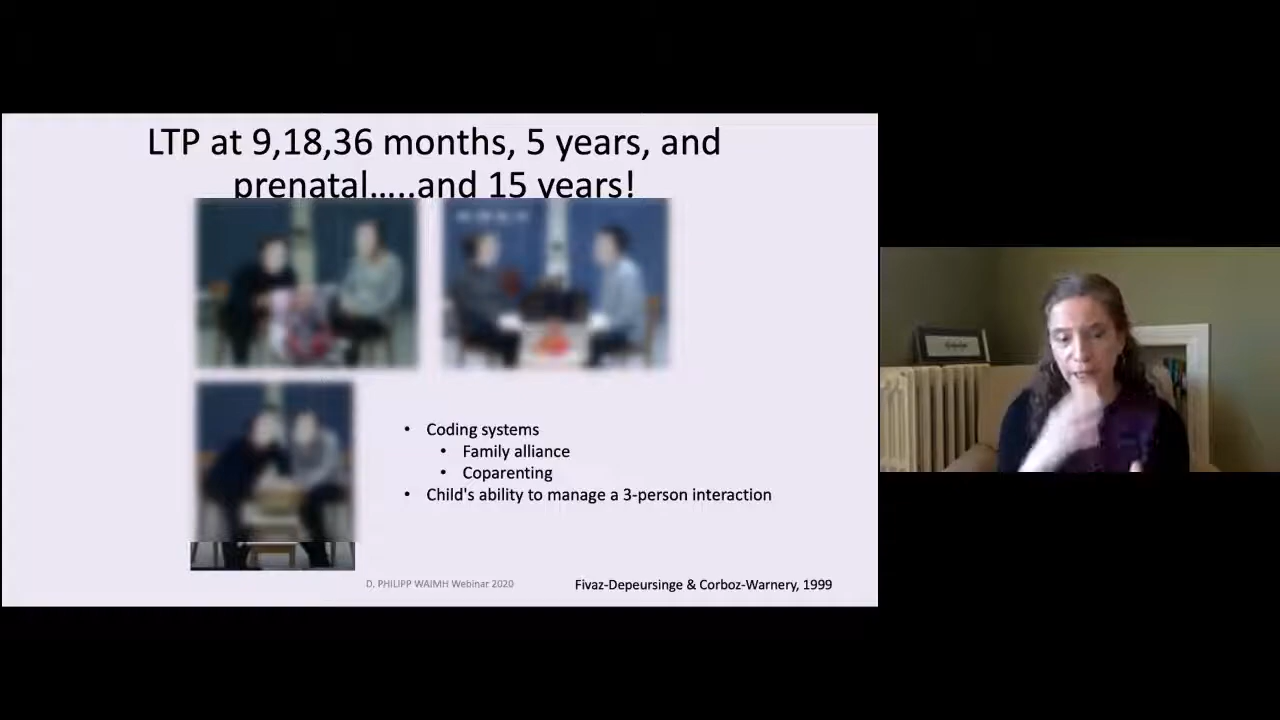 LTP at 9,18,36 months, 5 years, and
prenatal…..and 15 years!
• Coding systems
• Family alliance
• Coparenting
• Child's ability to manage a 3-person interaction
D. PHILIPP WAIMH Webinar 2020
Fivaz-Depeursinge & Corboz-Warnery, 1999